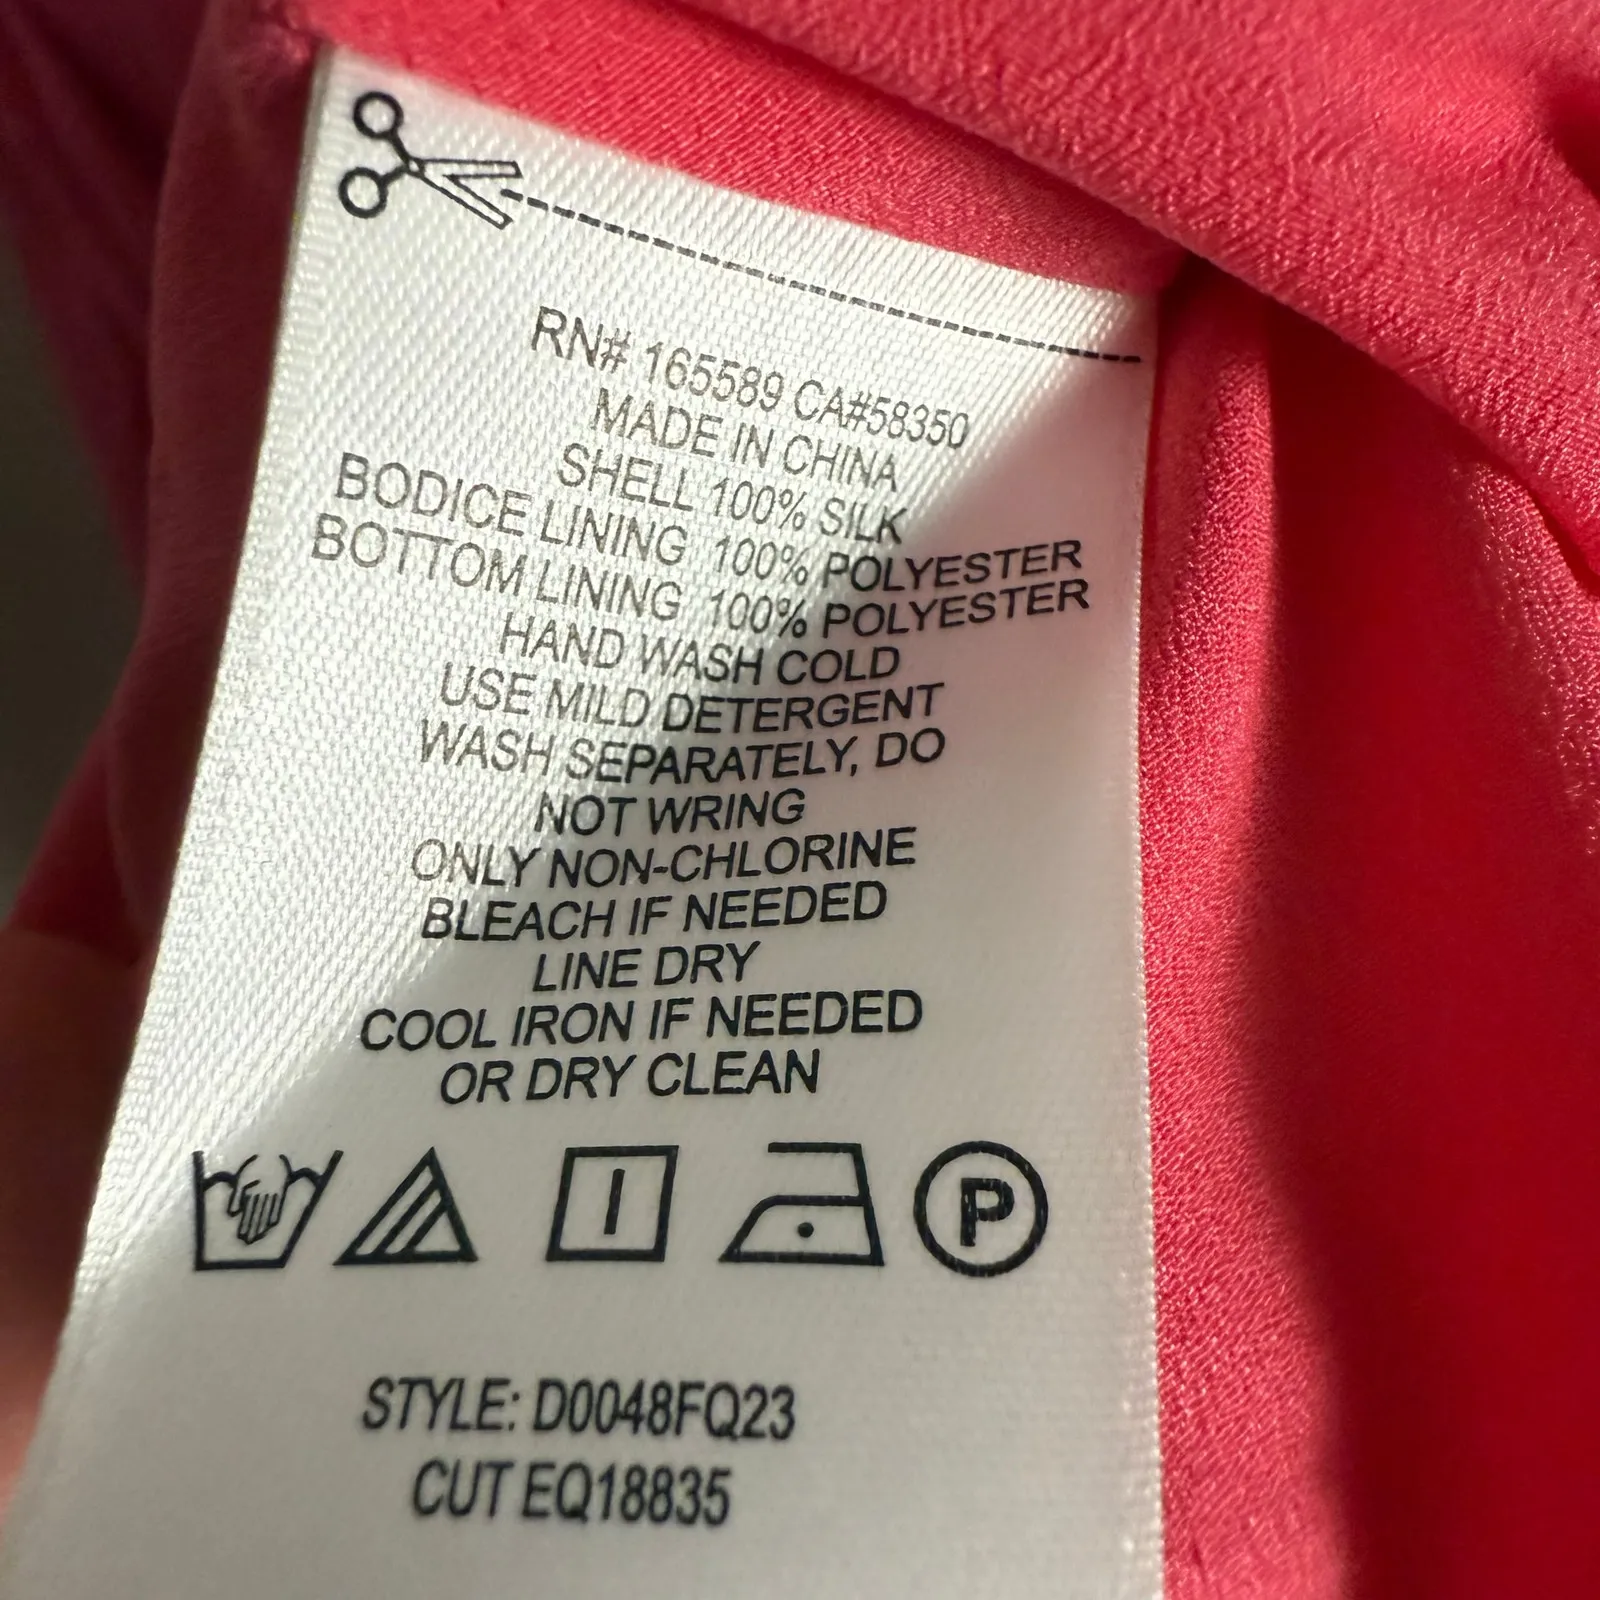 RN# 165589 CA#58350
MADE IN CHINA
SHELL 100% SILK
BODICE LINING 100% POLYESTER
BOTTOM LINING 100% POLYESTER
HAND WASH COLD
USE MILD DETERGENT
WASH SEPARATELY, DO
NOT WRING
ONLY NON-CHLORINE
BLEACH IF NEEDED
LINE DRY
COOL IRON IF NEEDED
OR DRY CLEAN
P
STYLE: D0048FQ23
CUT EQ18835